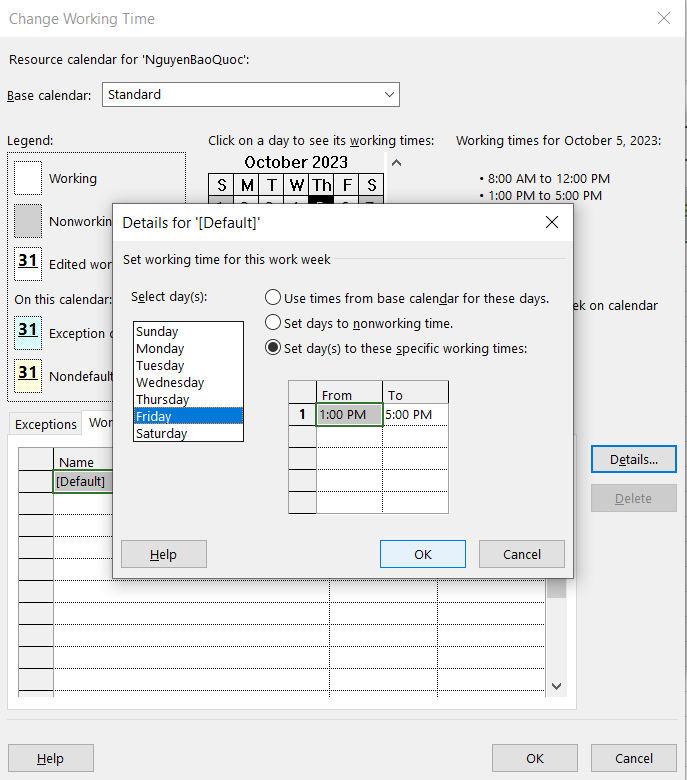 Change Working Time
Resource calendar for 'NguyenBaoQuoc':
Base calendar: Standard
Legend:
Working
Nonworkin
31 Edited wor
On this calendar:
31 Exception
31 Nondefault
Click on a day to see its working times:
October 2023
S M T W Th F S
Working times for October 5, 2023:
• 8:00 AM to 12:00 PM
• 1:00 PM to 5:00 PM
on calendar
Details for '[Default]'
Set working time for this work week
Select day(s):
Sunday
Monday
Tuesday
Wednesday
Thursday
Friday
Saturday
Use times from base calendar for these days.
Set days to nonworking time.
Set day(s) to these specific working times:
From To
1 1:00 PM 5:00 PM
Help OK Cancel
Exceptions Wor
Name
[Default]
Details...
Delete
Help OK Cancel